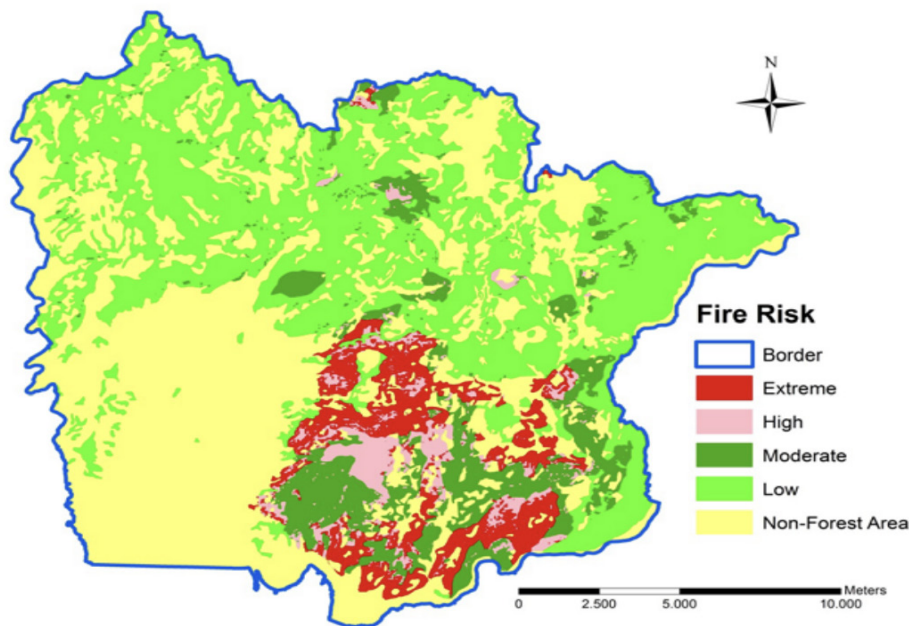 N
Fire Risk
Border
Extreme
High
Moderate
Low
Non-Forest Area
Meters
0 2.500 5.000 10.000